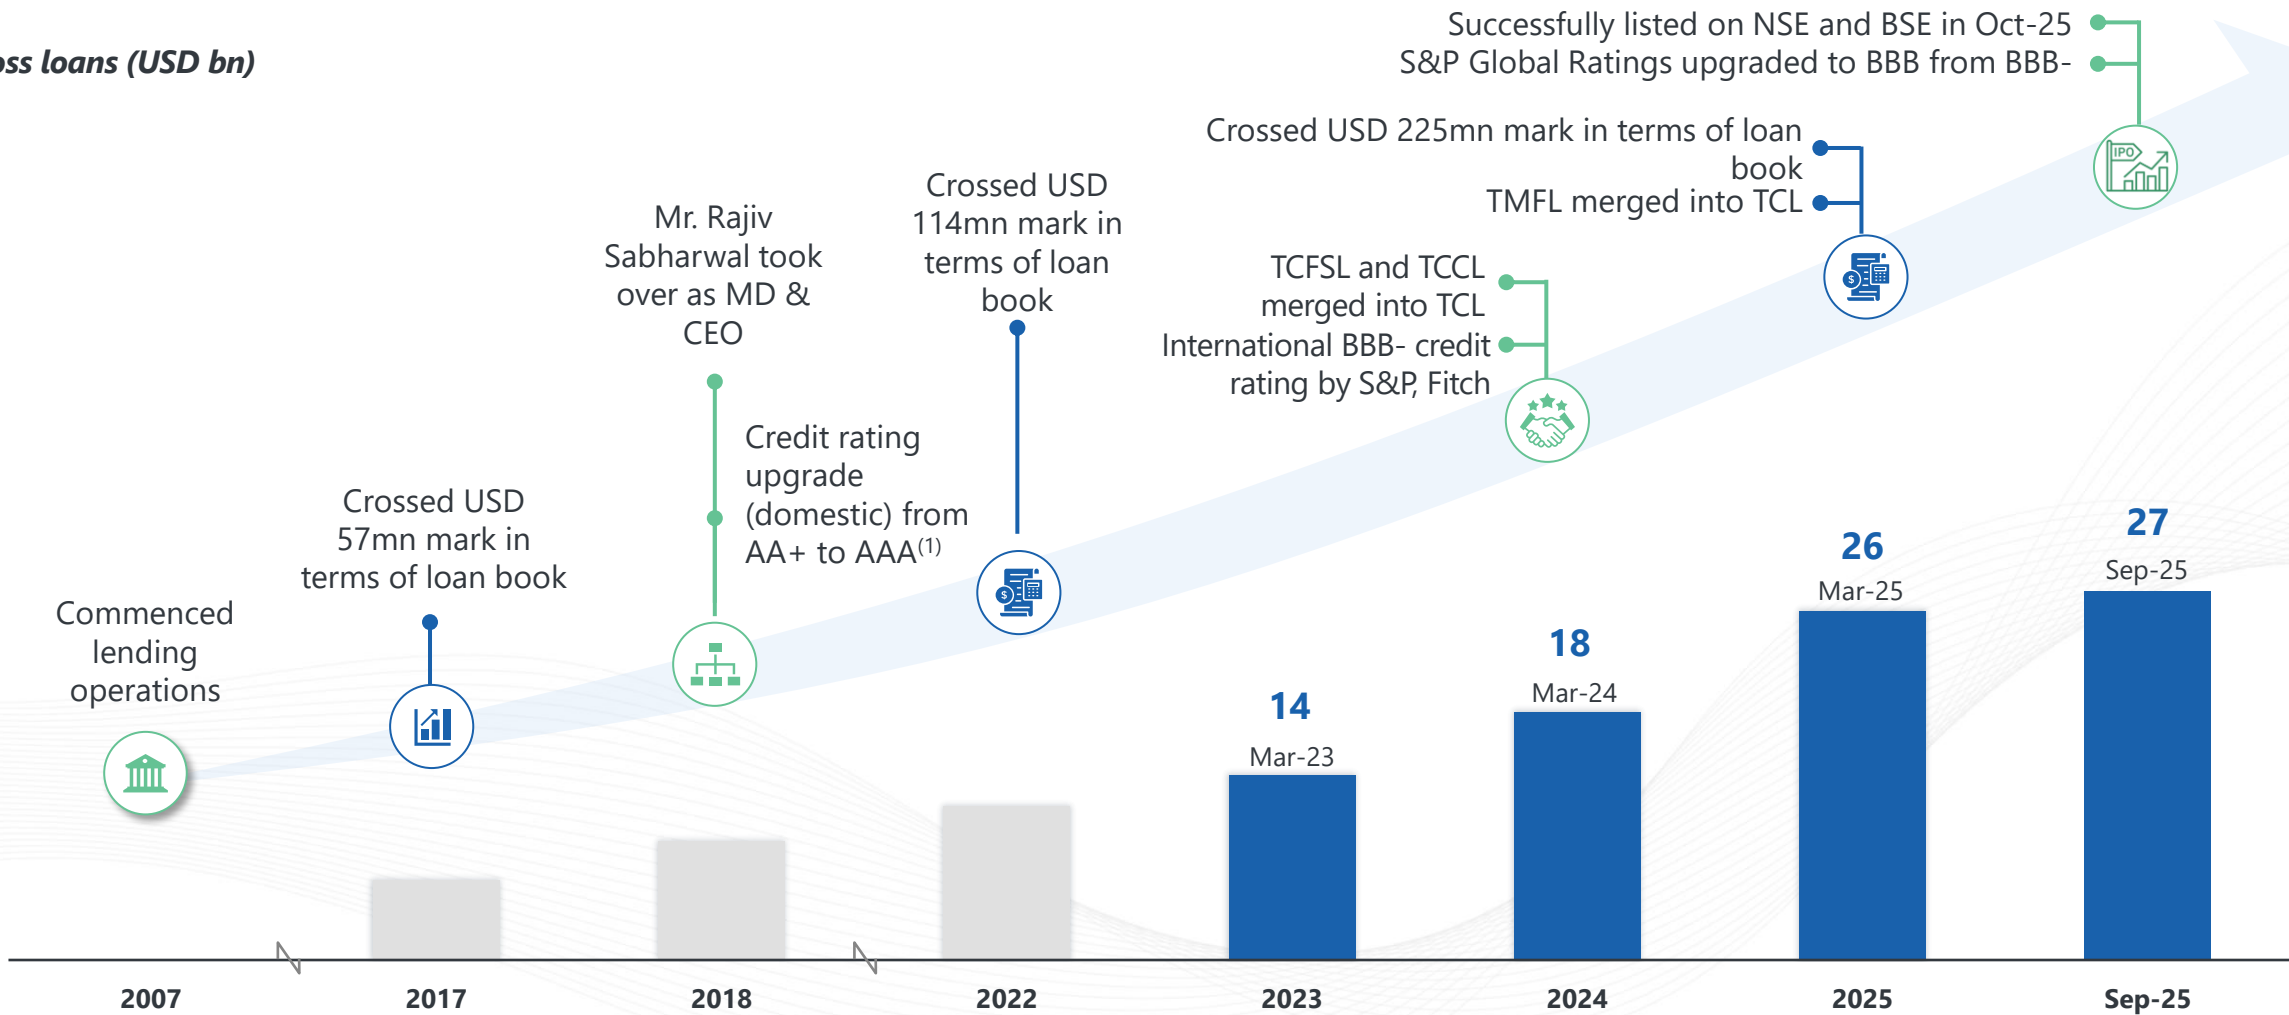 loans (USD bn)
Successfully listed on NSE and BSE in Oct-25
S&P Global Ratings upgraded to BBB from BBB-
Crossed USD 225mn mark in terms of loan
book
TMFL merged into TCL
TCFSL and TCCL
merged into TCL
International BBB- credit
rating by S&P, Fitch
Crossed USD
114mn mark in
terms of loan
book
Mr. Rajiv
Sabharwal took
over as MD &
CEO
Credit rating
upgrade
(domestic) from
AA+ to AAA(1)
Crossed USD
57mn mark in
terms of loan book
Commenced
lending
operations
IPO
$
$
14
Mar-23
18
Mar-24
26
Mar-25
27
Sep-25
2007
2017
2018
2022
2023
2024
2025
Sep-25